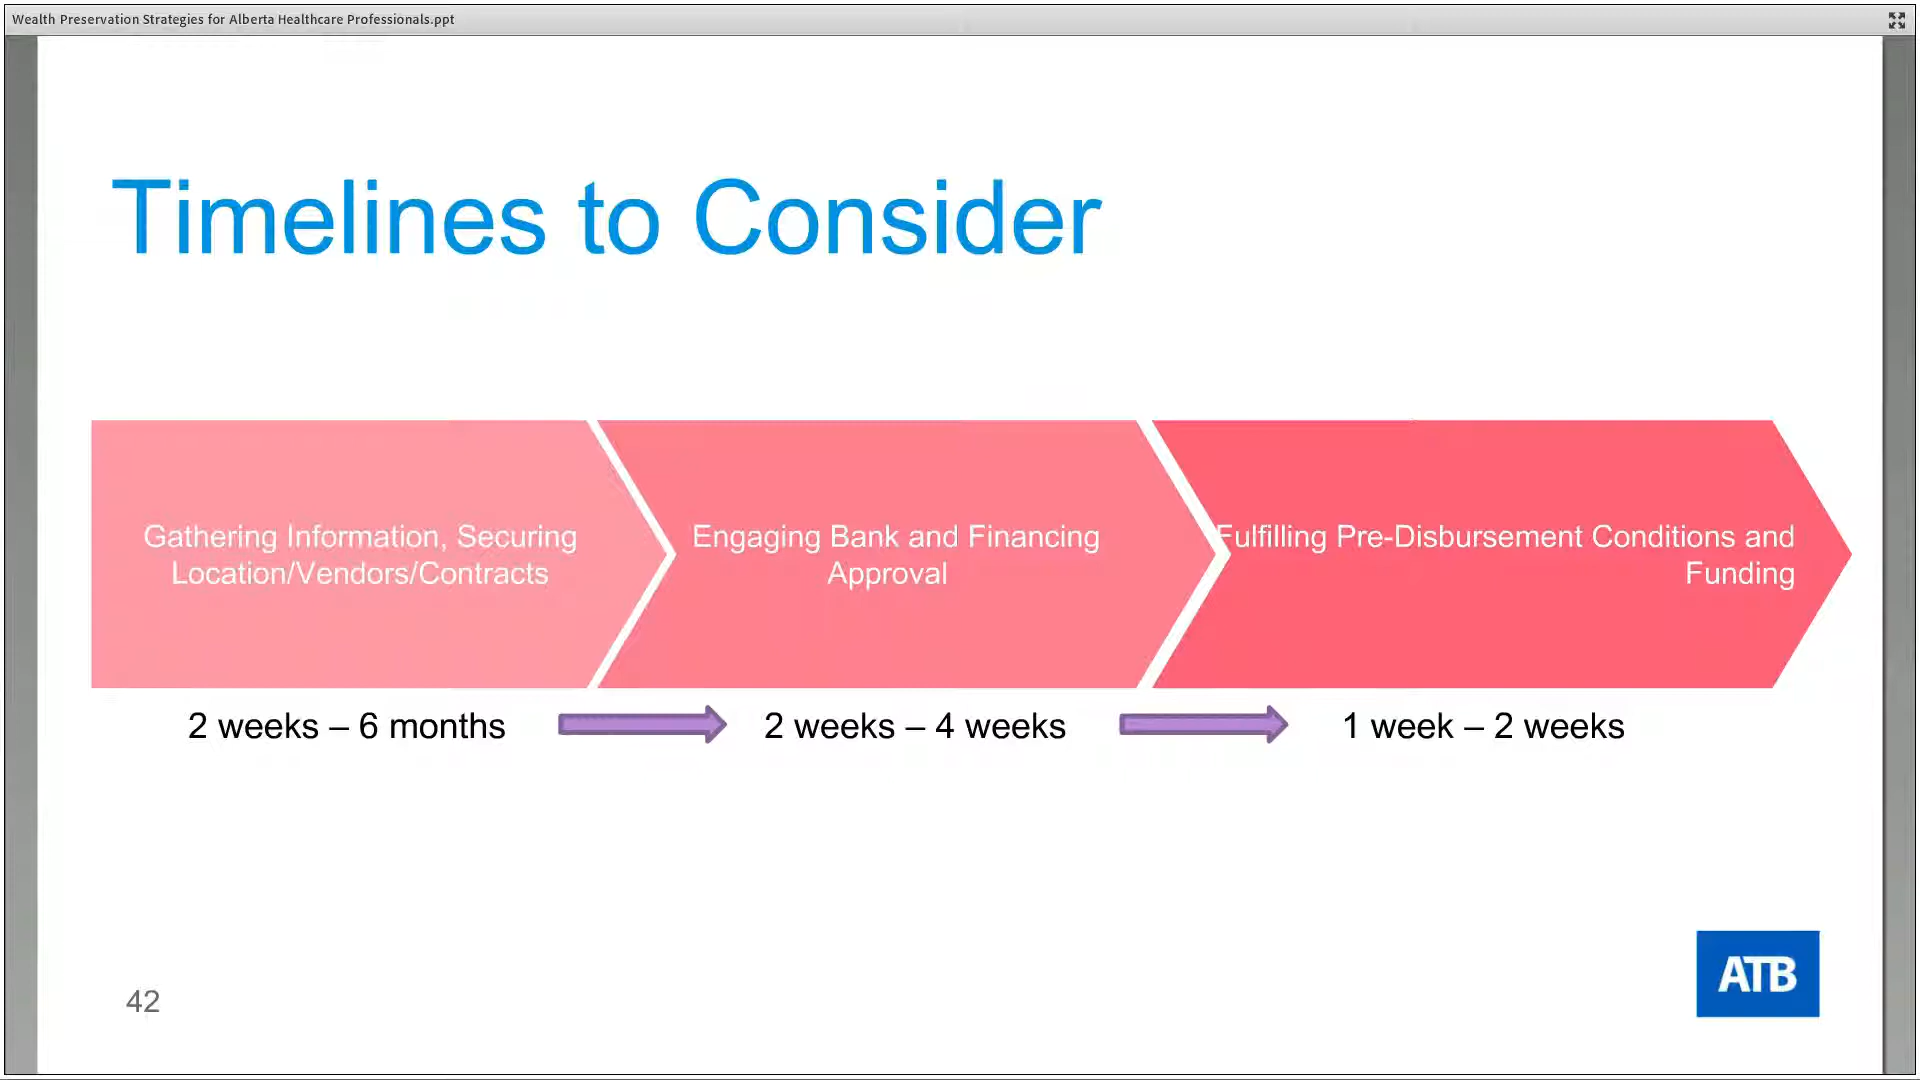 Wealth Preservation Strategies for Alberta Healthcare Professionals.ppt
Timelines to Consider
Gathering Information, Securing
Location/Vendors/Contracts
Engaging Bank and Financing
Approval
Fulfilling Pre-Disbursement Conditions and
Funding
2 weeks – 6 months
2 weeks – 4 weeks
1 week – 2 weeks
42
ATB